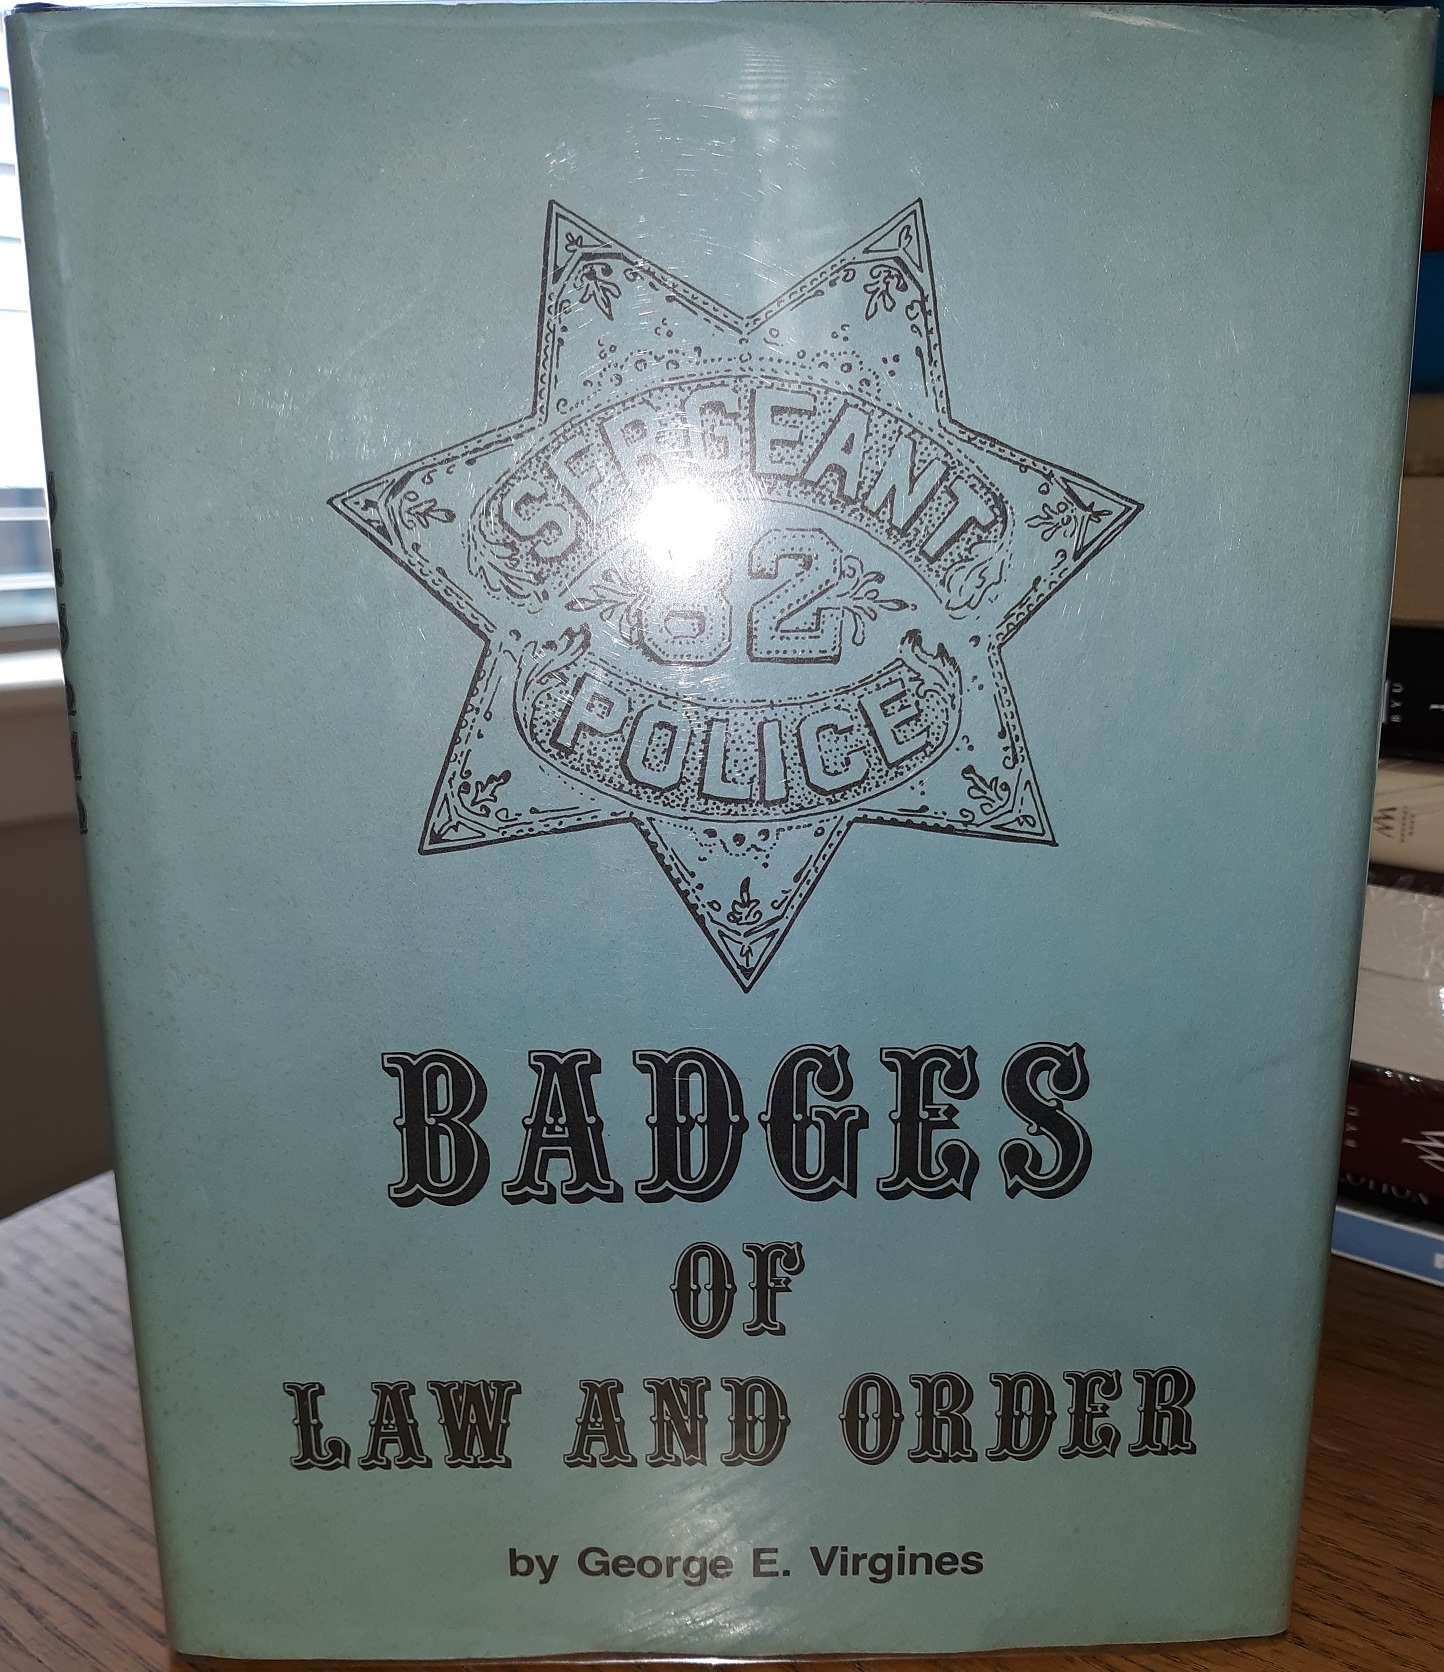 SERGEANT
82
POLICE
BADGES
OF
LAW AND ORDER
by George E. Virgines